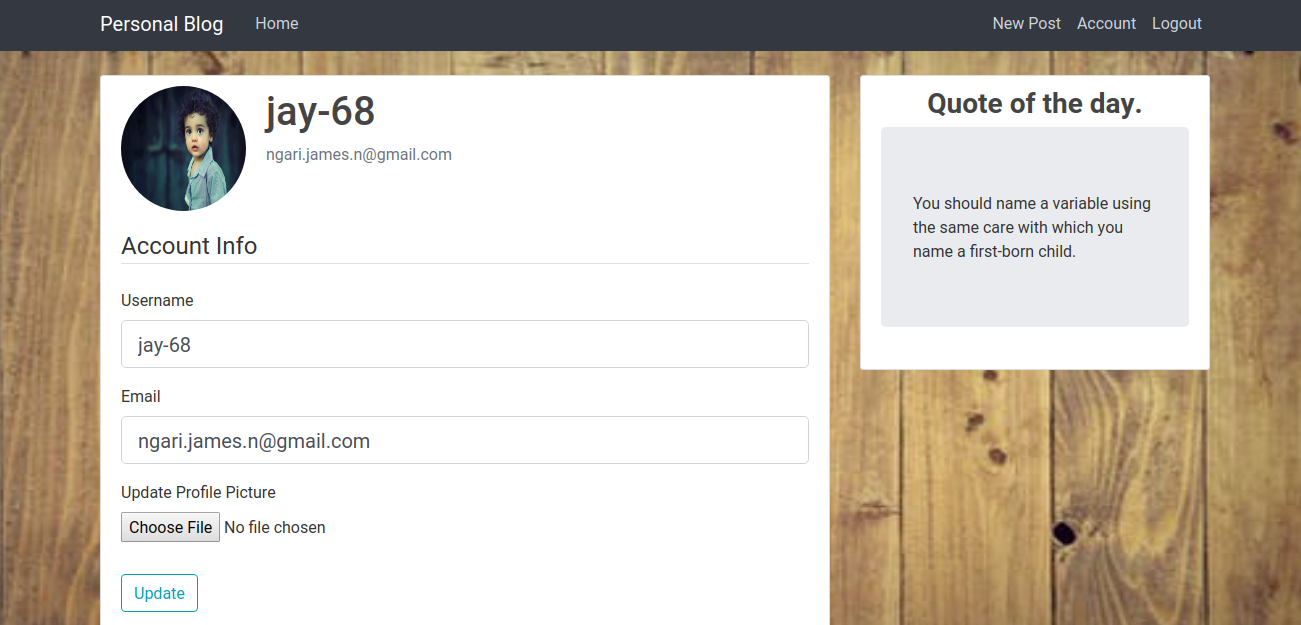 Personal Blog Home New Post Account Logout
jay-68
ngari.james.n@gmail.com
Account Info
Username
jay-68
Email
ngari.james.n@gmail.com
Update Profile Picture
Choose File No file chosen
Update
Quote of the day.
You should name a variable using
the same care with which you
name a first-born child.